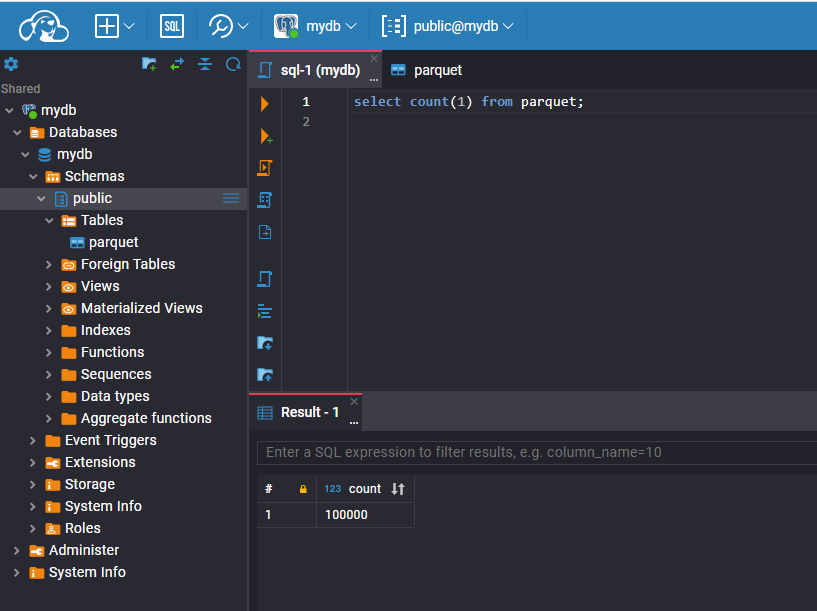 SQL
mydb
public@mydb
Shared
mydb
Databases
mydb
Schemas
public
Tables
parquet
Foreign Tables
Views
Materialized Views
Indexes
Functions
Sequences
Data types
Aggregate functions
Event Triggers
Extensions
Storage
System Info
Roles
Administer
System Info
sql-1 (mydb)
parquet
1 select count(1) from parquet;
2
Result - 1
Enter a SQL expression to filter results, e.g. column_name=10
# 123 count
1 100000